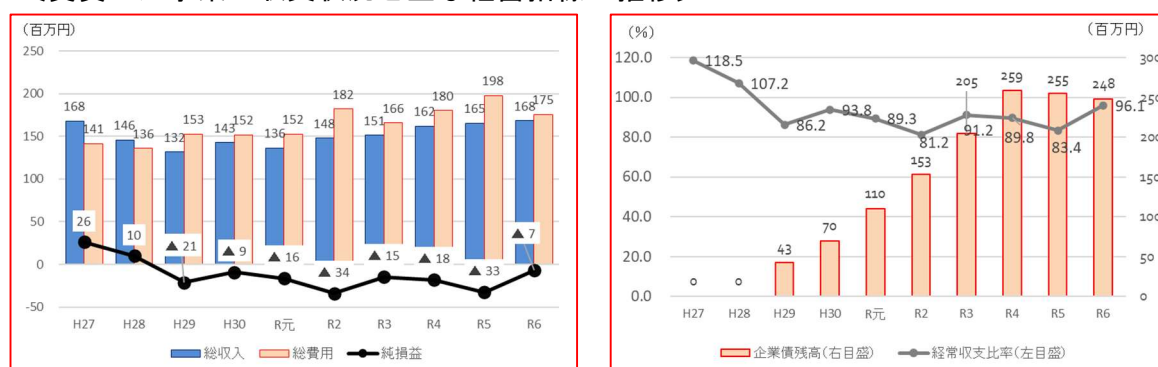 （百万円）
250
200
150
100
50
0
-50
168 146 132 143 136 148 151 162 165 168
141 136 153 152 152 182 166 180 198 175
26 10 ▲ 21 ▲ 9 ▲ 16 ▲ 34 ▲ 15 ▲ 18 ▲ 33 ▲ 7
H27 H28 H29 H30 R元 R2 R3 R4 R5 R6
総収入 総費用 純損益
（%） （百万円）
120.0 300
100.0
80.0 200
60.0 150
40.0 100
20.0 50
0.0 0
118.5 107.2 86.2 93.8 89.3 81.2 91.2 89.8 83.4 96.1
0 0 43 70 110 153 205 259 255 248
H27 H28 H29 H30 R元 R2 R3 R4 R5 R6
企業債残高(右目盛) 経常収支比率(左目盛)